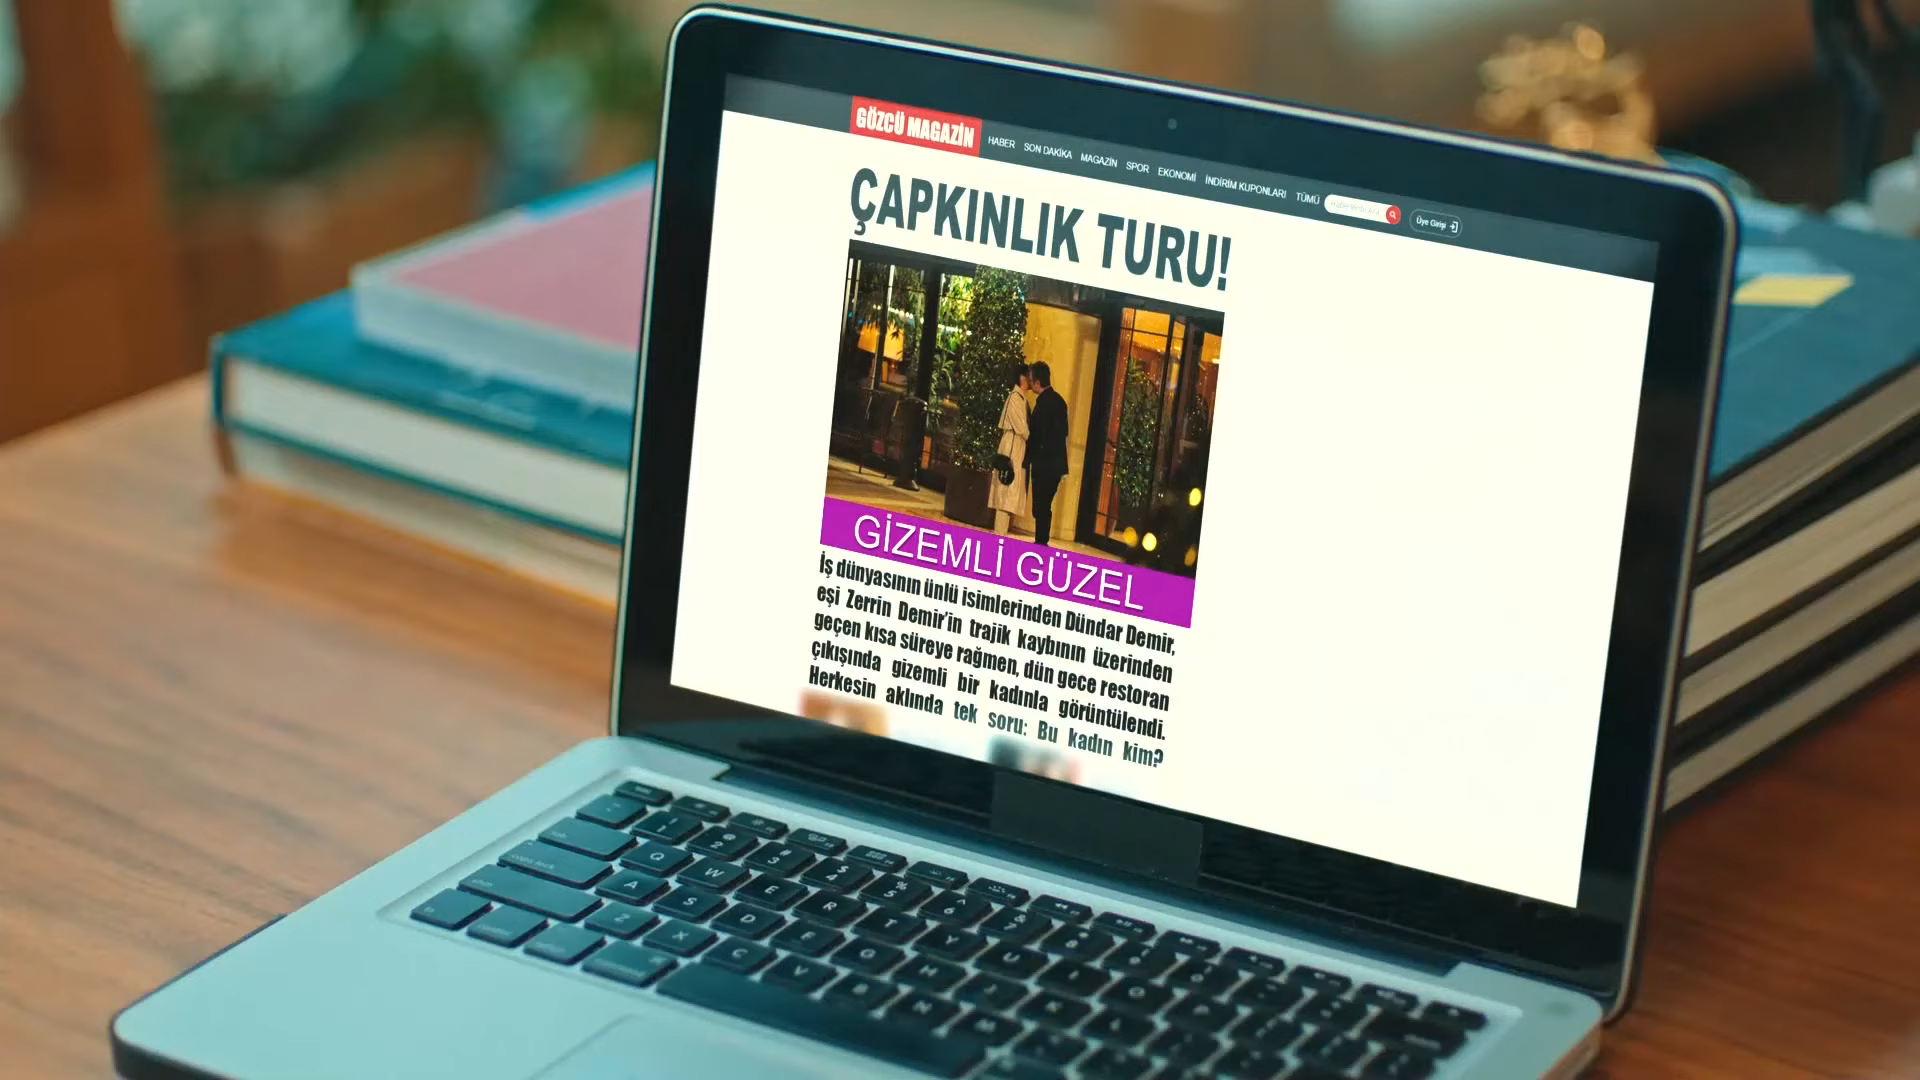 GÖZCÜ MAGAZİN
HABER SON DAKİKA MAGAZİN SPOR EKONOMİ İNDİRİM KUPONLARI TÜMÜ
Üye Girişi
ÇAPKINLIK TURU!
GİZEMLİ GÜZEL
İş dünyasının ünlü isimlerinden Dündar Demir,
eşi Zerrin Demir'in trajik kaybının üzerinden
geçen kısa süreye rağmen, dün gece restoran
çıkışında gizemli bir kadınla görüntülendi.
Herkesin aklında tek soru: Bu kadın kim?
Q W E R T Y U I O P
A S D F G H J K L
Z X C V B N M